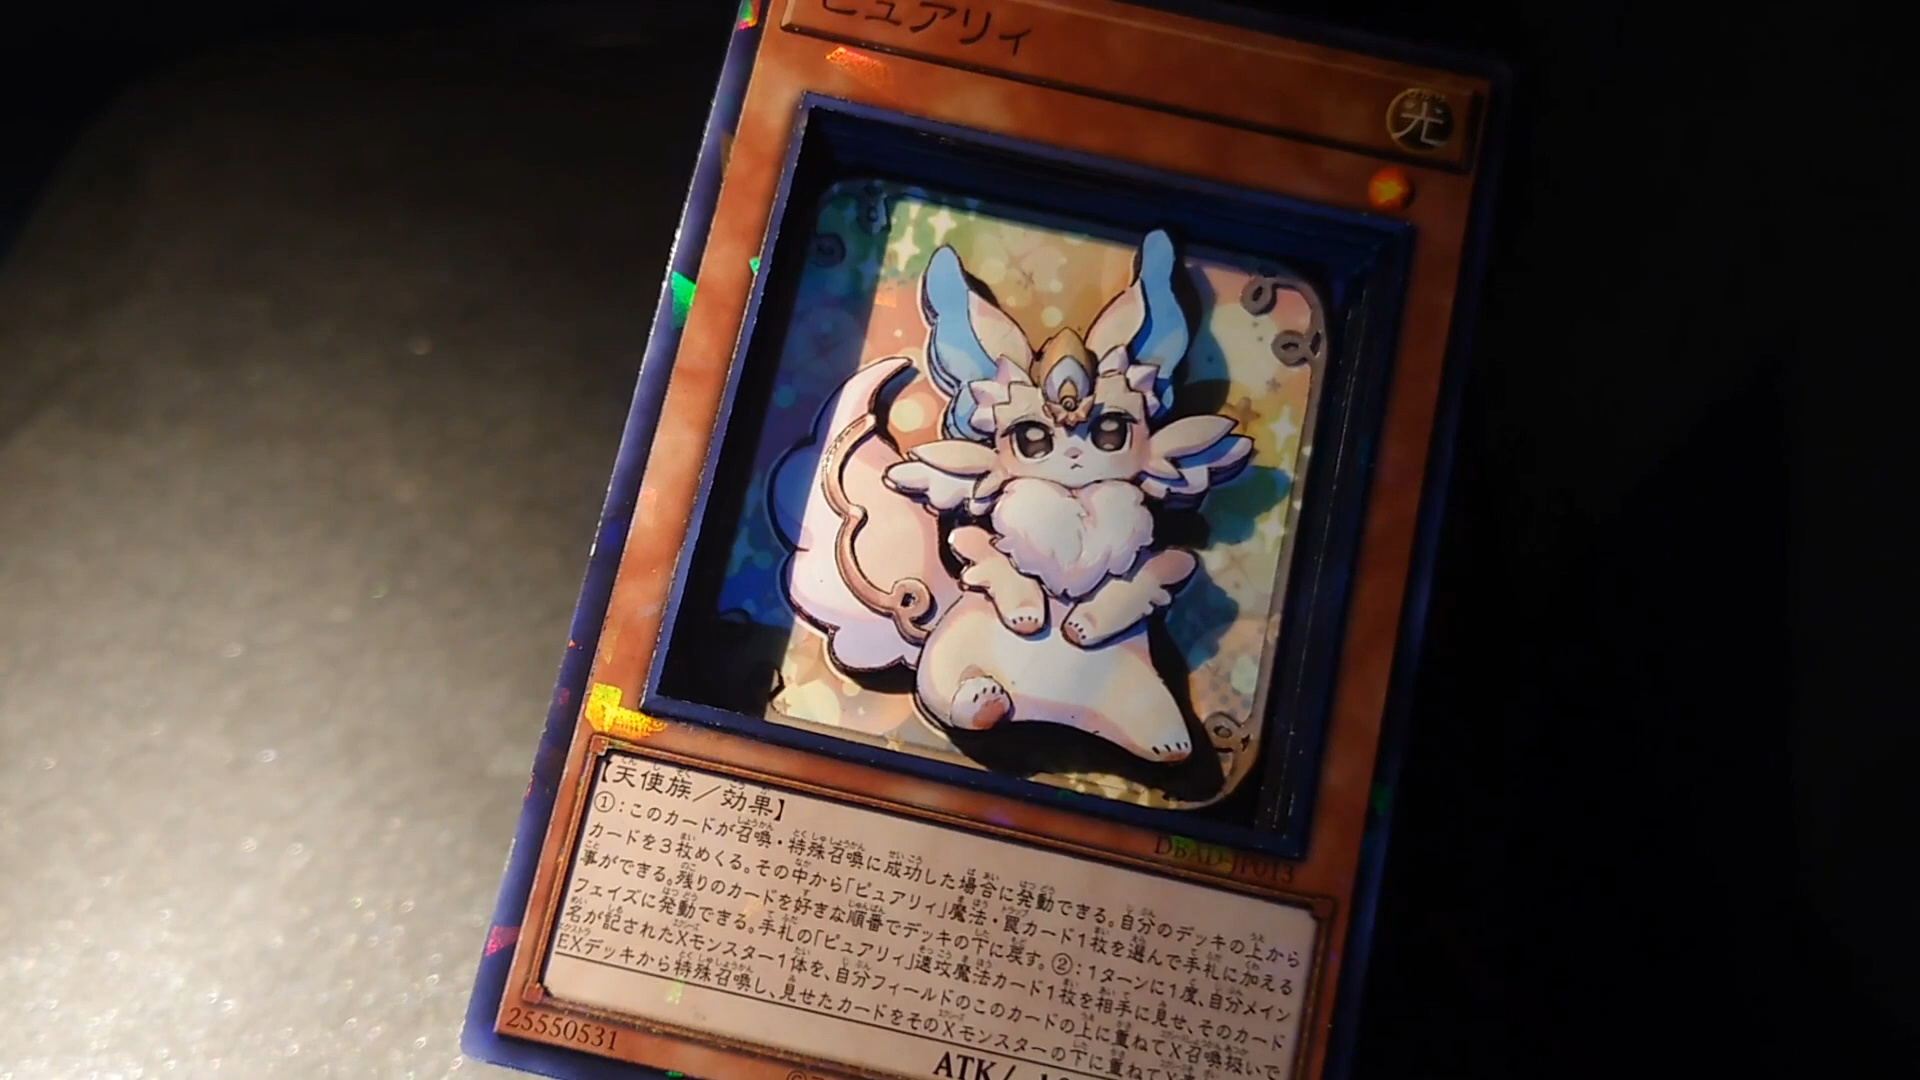 ピュアリィ
光
DBAD-JP013
【天使族／効果】
①：このカードが召喚・特殊召喚に成功した場合に発動できる。自分のデッキの上から
カードを３枚めくる。その中から「ピュアリィ」魔法・罠カード１枚を選んで手札に加える
事ができる。残りのカードを好きな順番でデッキの下に戻す。②：１ターンに１度、自分メイン
フェイズに発動できる。手札の「ピュアリィ」速攻魔法カード１枚を相手に見せ、そのカード
名が記されたXモンスター１体を、自分フィールドのこのカードの上に重ねてX召喚扱いで
EXデッキから特殊召喚し、見せたカードをそのXモンスターの下に重ねて
25550531
ATK/